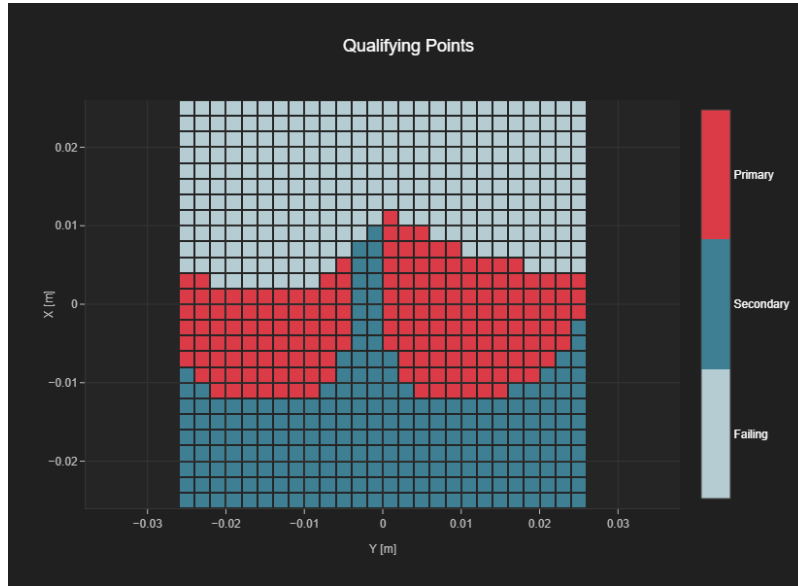 Qualifying Points
0.02
0.01
0
−0.01
−0.02
X [m]
−0.03
−0.02
−0.01
0
0.01
0.02
0.03
Y [m]
Primary
Secondary
Failing